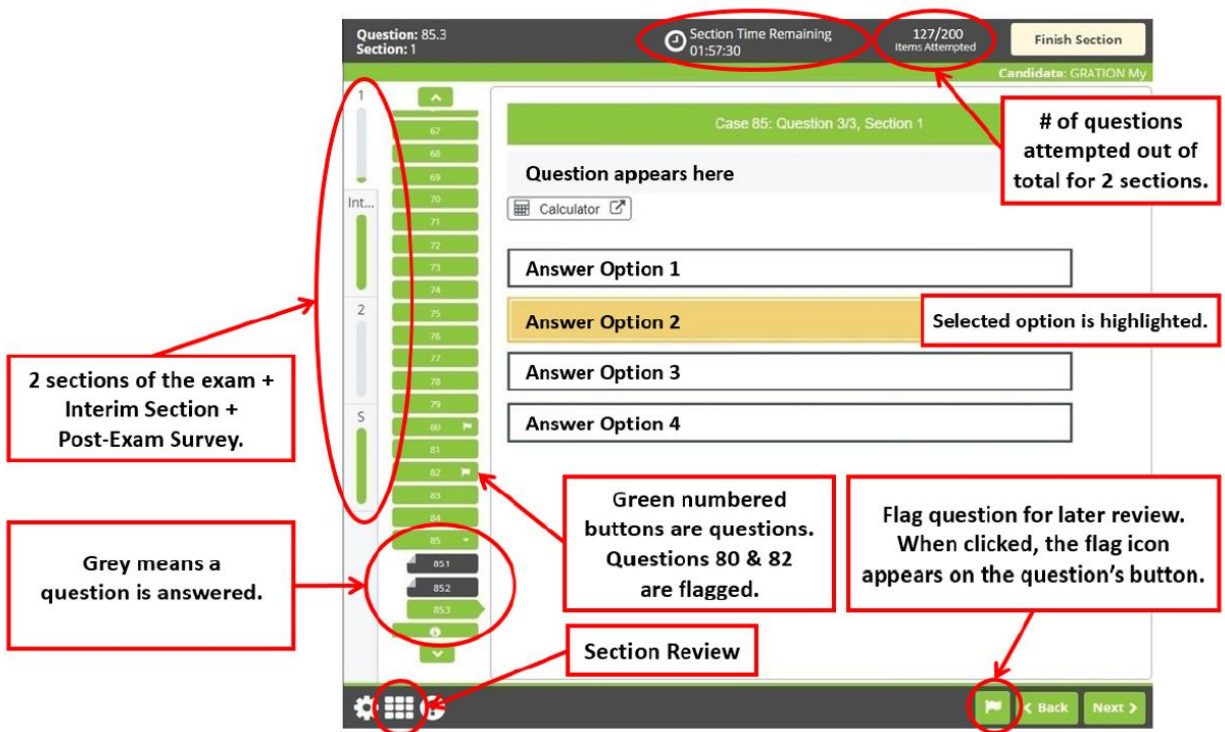 Question: 85.3
Section: 1
Section Time Remaining
01:57:30
127/200
Items Attempted
Finish Section
Candidate: GRATION My
1
Int...
2
S
67
68
69
70
71
72
73
74
75
76
77
78
79
80
81
82
83
84
85
85.1
85.2
85.3
Case 85: Question 3/3, Section 1
Question appears here
Calculator
Answer Option 1
Answer Option 2
Answer Option 3
Answer Option 4
# of questions
attempted out of
total for 2 sections.
Selected option is highlighted.
2 sections of the exam +
Interim Section +
Post-Exam Survey.
Grey means a
question is answered.
Green numbered
buttons are questions.
Questions 80 & 82
are flagged.
Flag question for later review.
When clicked, the flag icon
appears on the question's button.
Section Review
Back
Next